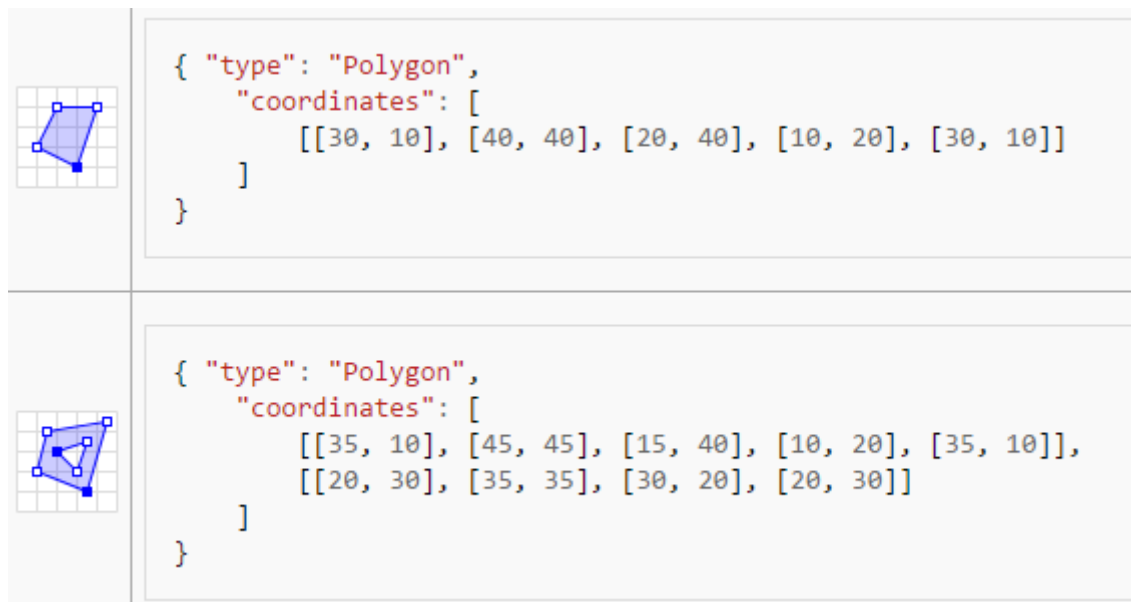 { "type": "Polygon",
    "coordinates": [
        [[30, 10], [40, 40], [20, 40], [10, 20], [30, 10]]
    ]
}
{ "type": "Polygon",
    "coordinates": [
        [[35, 10], [45, 45], [15, 40], [10, 20], [35, 10]],
        [[20, 30], [35, 35], [30, 20], [20, 30]]
    ]
}